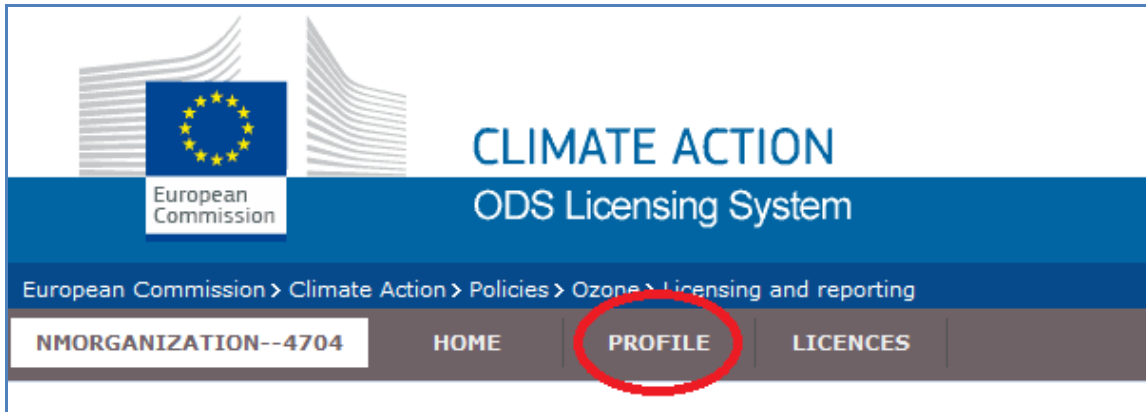 European
Commission
CLIMATE ACTION
ODS Licensing System
European Commission > Climate Action > Policies > Ozone > Licensing and reporting
NMORGANIZATION--4704 HOME PROFILE LICENCES